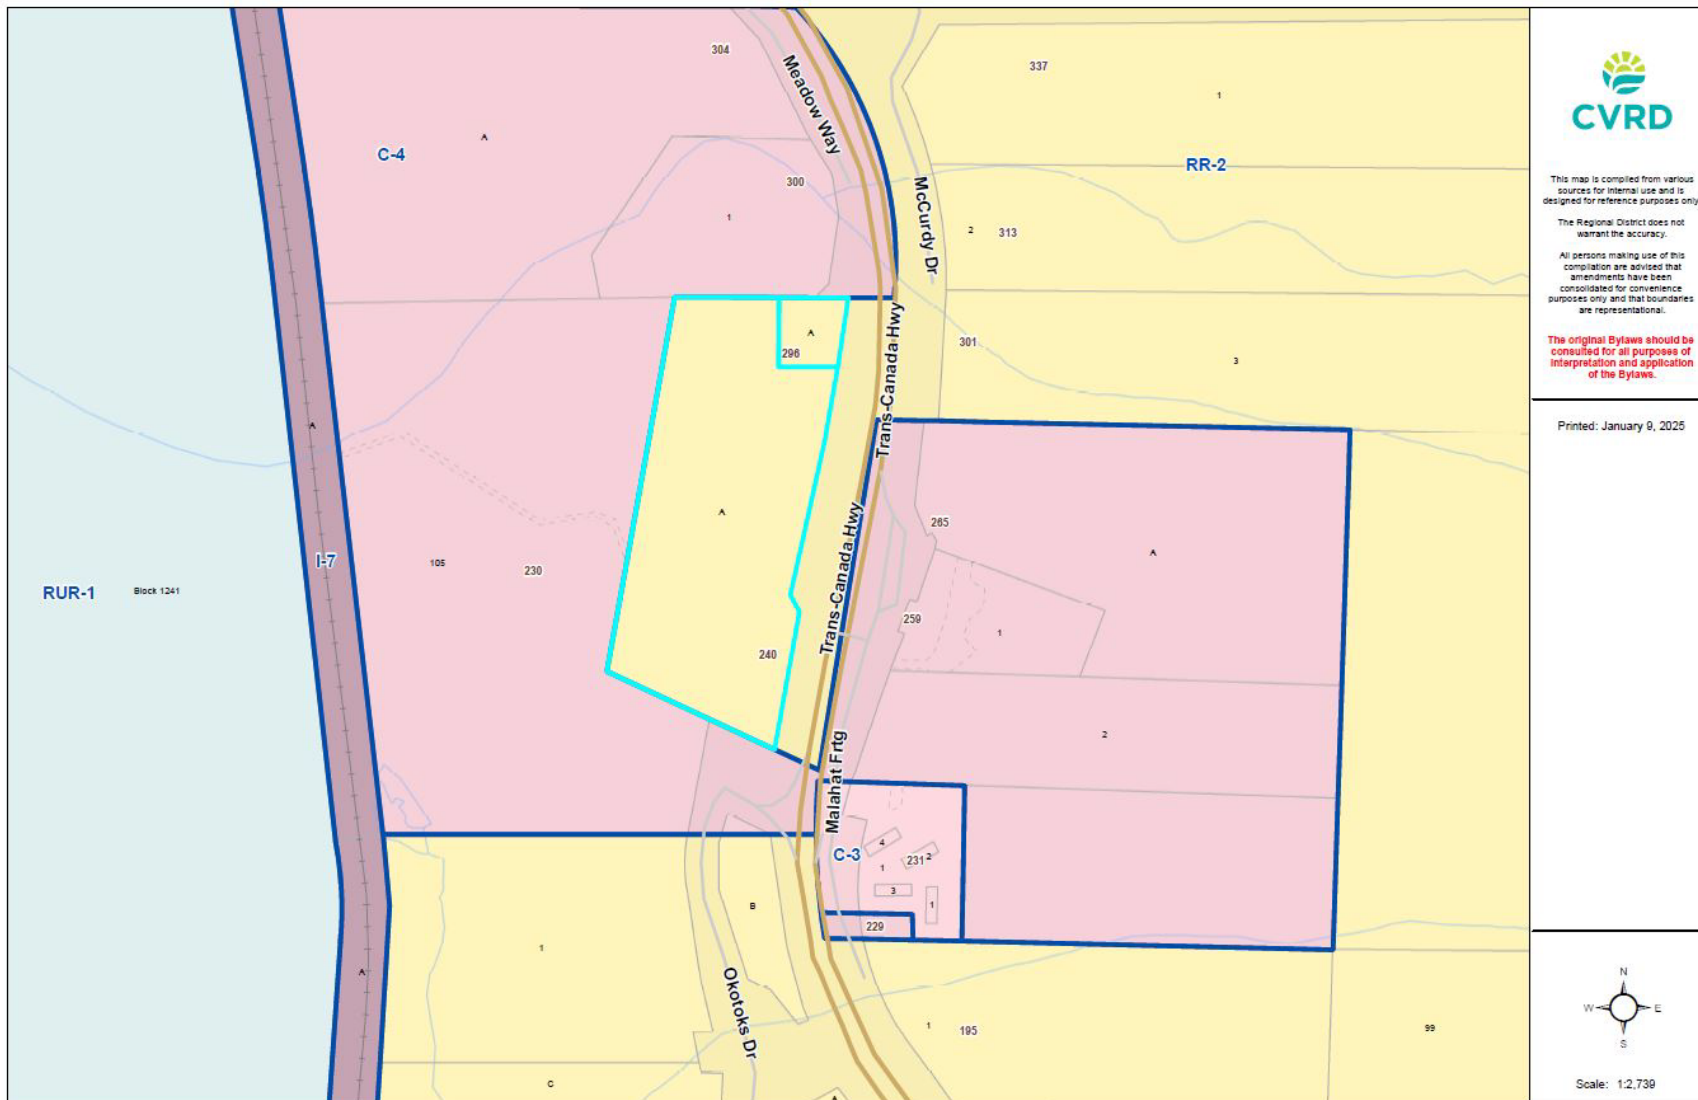 304
337
1
Meadow Way
A
C-4
RR-2
300
1
McCurdy Dr
2
313
A
296
Trans-Canada Hwy
301
3
A
A
265
A
Trans-Canada Hwy
I-7
105
230
RUR-1
Block 1241
259
1
240
2
Malahat Frtg
4
C-3
231
2
1
3
1
B
229
A
1
Okotoks Dr
1
195
99
C
A
CVRD
This map is compiled from various
sources for internal use and is
designed for reference purposes only
The Regional District does not
warrant the accuracy.
All persons making use of this
compilation are advised that
amendments have been
consolidated for convenience
purposes only and that boundaries
are representational.
The original Bylaws should be
consulted for all purposes of
interpretation and application
of the Bylaws.
Printed: January 9, 2025
N
W
E
S
Scale: 1:2,739